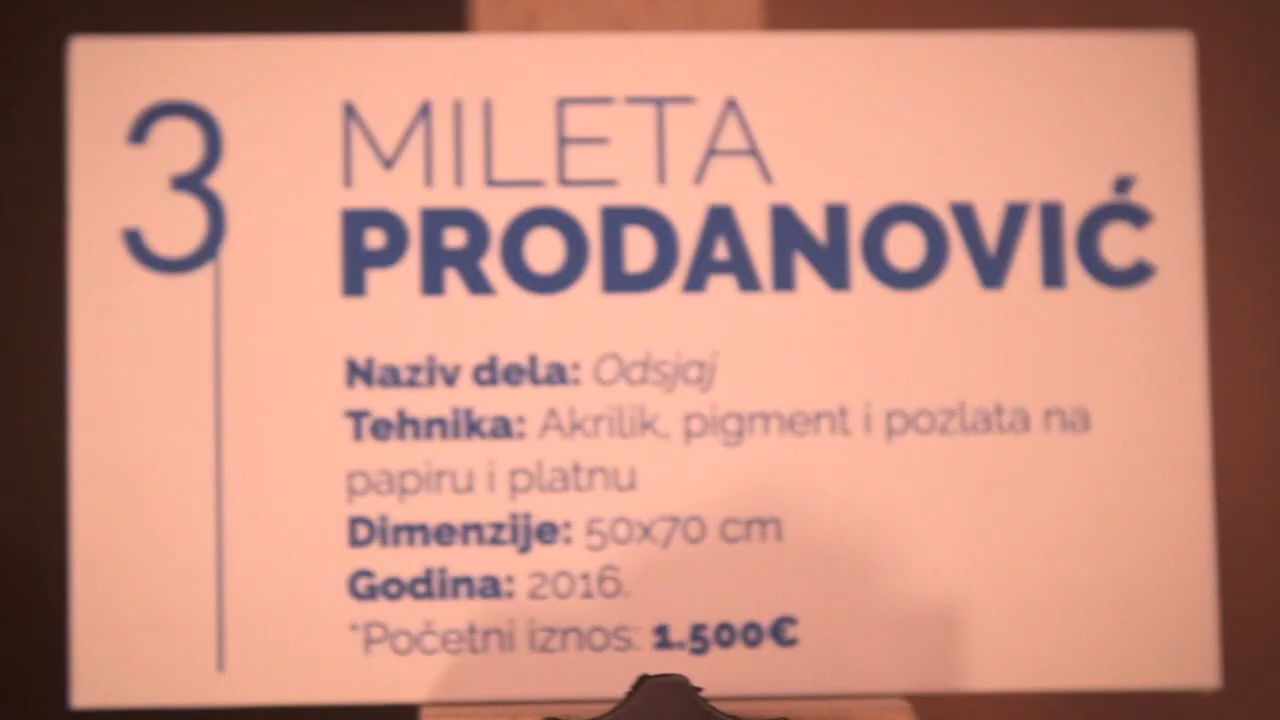 3
MILETA
PRODANOVIĆ
Naziv dela: Odsjaj
Tehnika: Akrilik, pigment i pozlata na
papiru i platnu
Dimenzije: 50x70 cm
Godina: 2016.
*Početni iznos: 1.500€